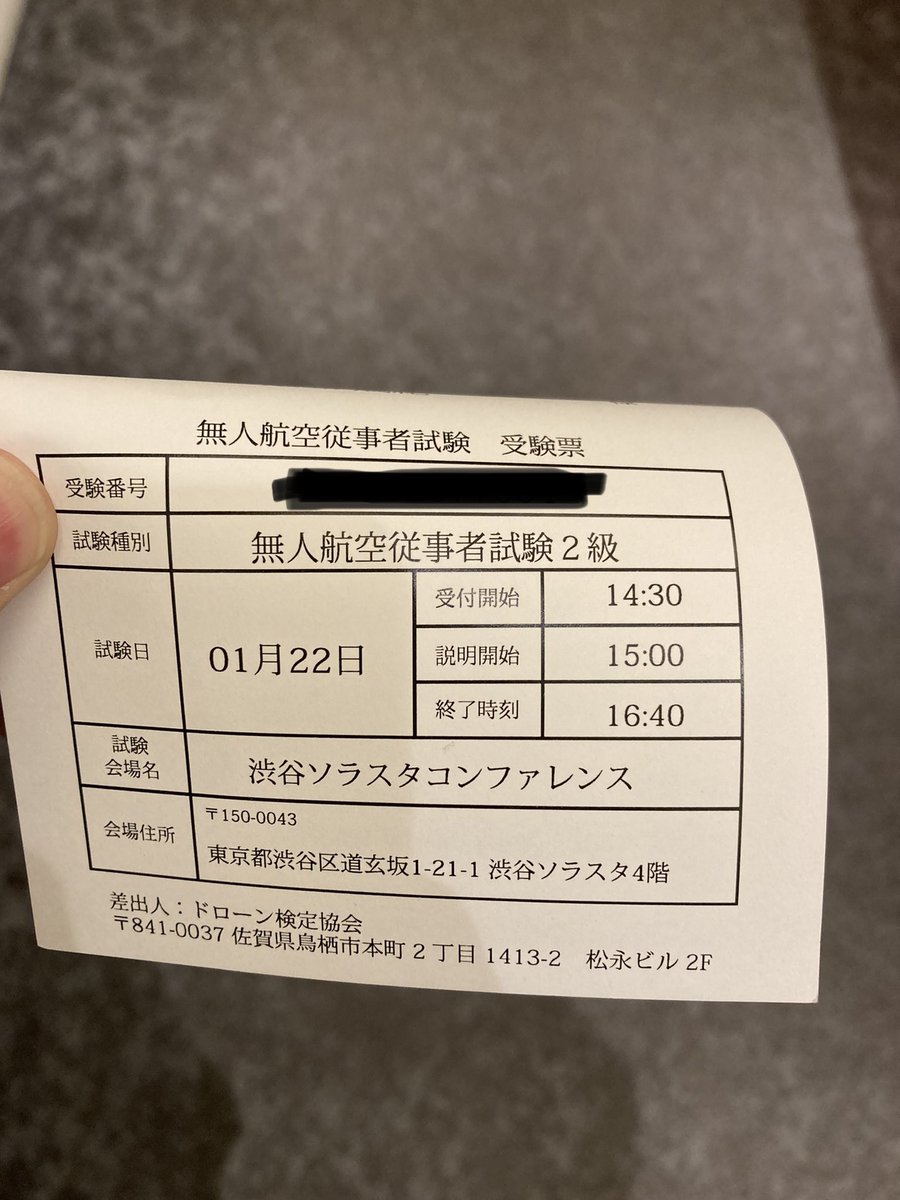 無人航空従事者試験　受験票
受験番号
試験種別 無人航空従事者試験２級
試験日 01月22日
受付開始 14:30
説明開始 15:00
終了時刻 16:40
試験
会場名
渋谷ソラスタコンファレンス
会場住所
〒150-0043
東京都渋谷区道玄坂1-21-1 渋谷ソラスタ4階
差出人：ドローン検定協会
〒841-0037 佐賀県鳥栖市本町２丁目 1413-2　松永ビル 2F